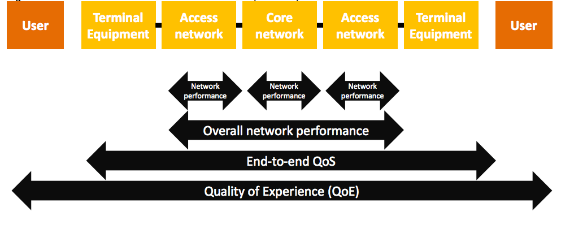 User
Terminal
Equipment
Access
network
Core
network
Access
network
Terminal
Equipment
User
Network
performance
Network
performance
Network
performance
Overall network performance
End-to-end QoS
Quality of Experience (QoE)